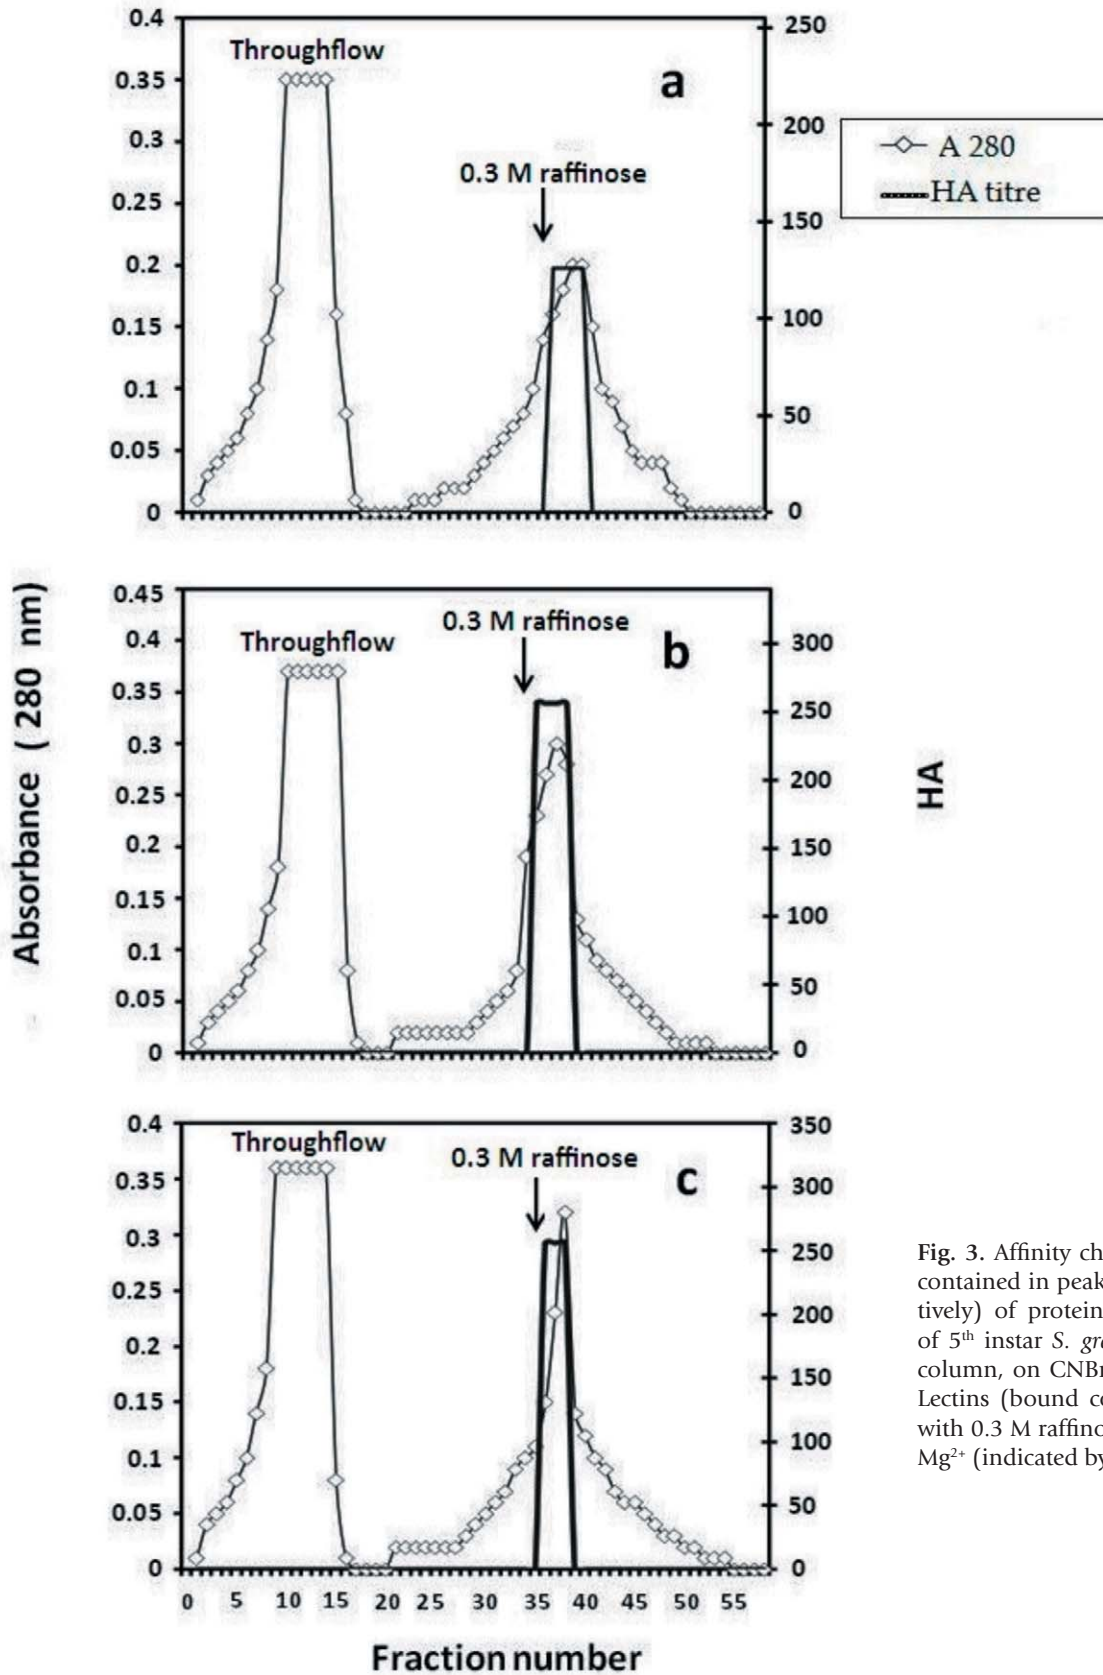 Throughflow
a
0.3 M raffinose
0.4
0.35
0.3
0.25
0.2
0.15
0.1
0.05
0
250
200
150
100
50
0
A 280
HA titre
Throughflow
b
0.3 M raffinose
0.45
0.4
0.35
0.3
0.25
0.2
0.15
0.1
0.05
0
300
250
200
150
100
50
0
Absorbance ( 280 nm)
HA
Throughflow
c
0.3 M raffinose
0.4
0.35
0.3
0.25
0.2
0.15
0.1
0.05
0
350
300
250
200
150
100
50
0
0 5 10 15 20 25 30 35 40 45 50 55
Fraction number
Fig. 3. Affinity ch
contained in peak
tively) of protein
of 5th instar S. gre
column, on CNBr
Lectins (bound co
with 0.3 M raffino
Mg2+ (indicated by